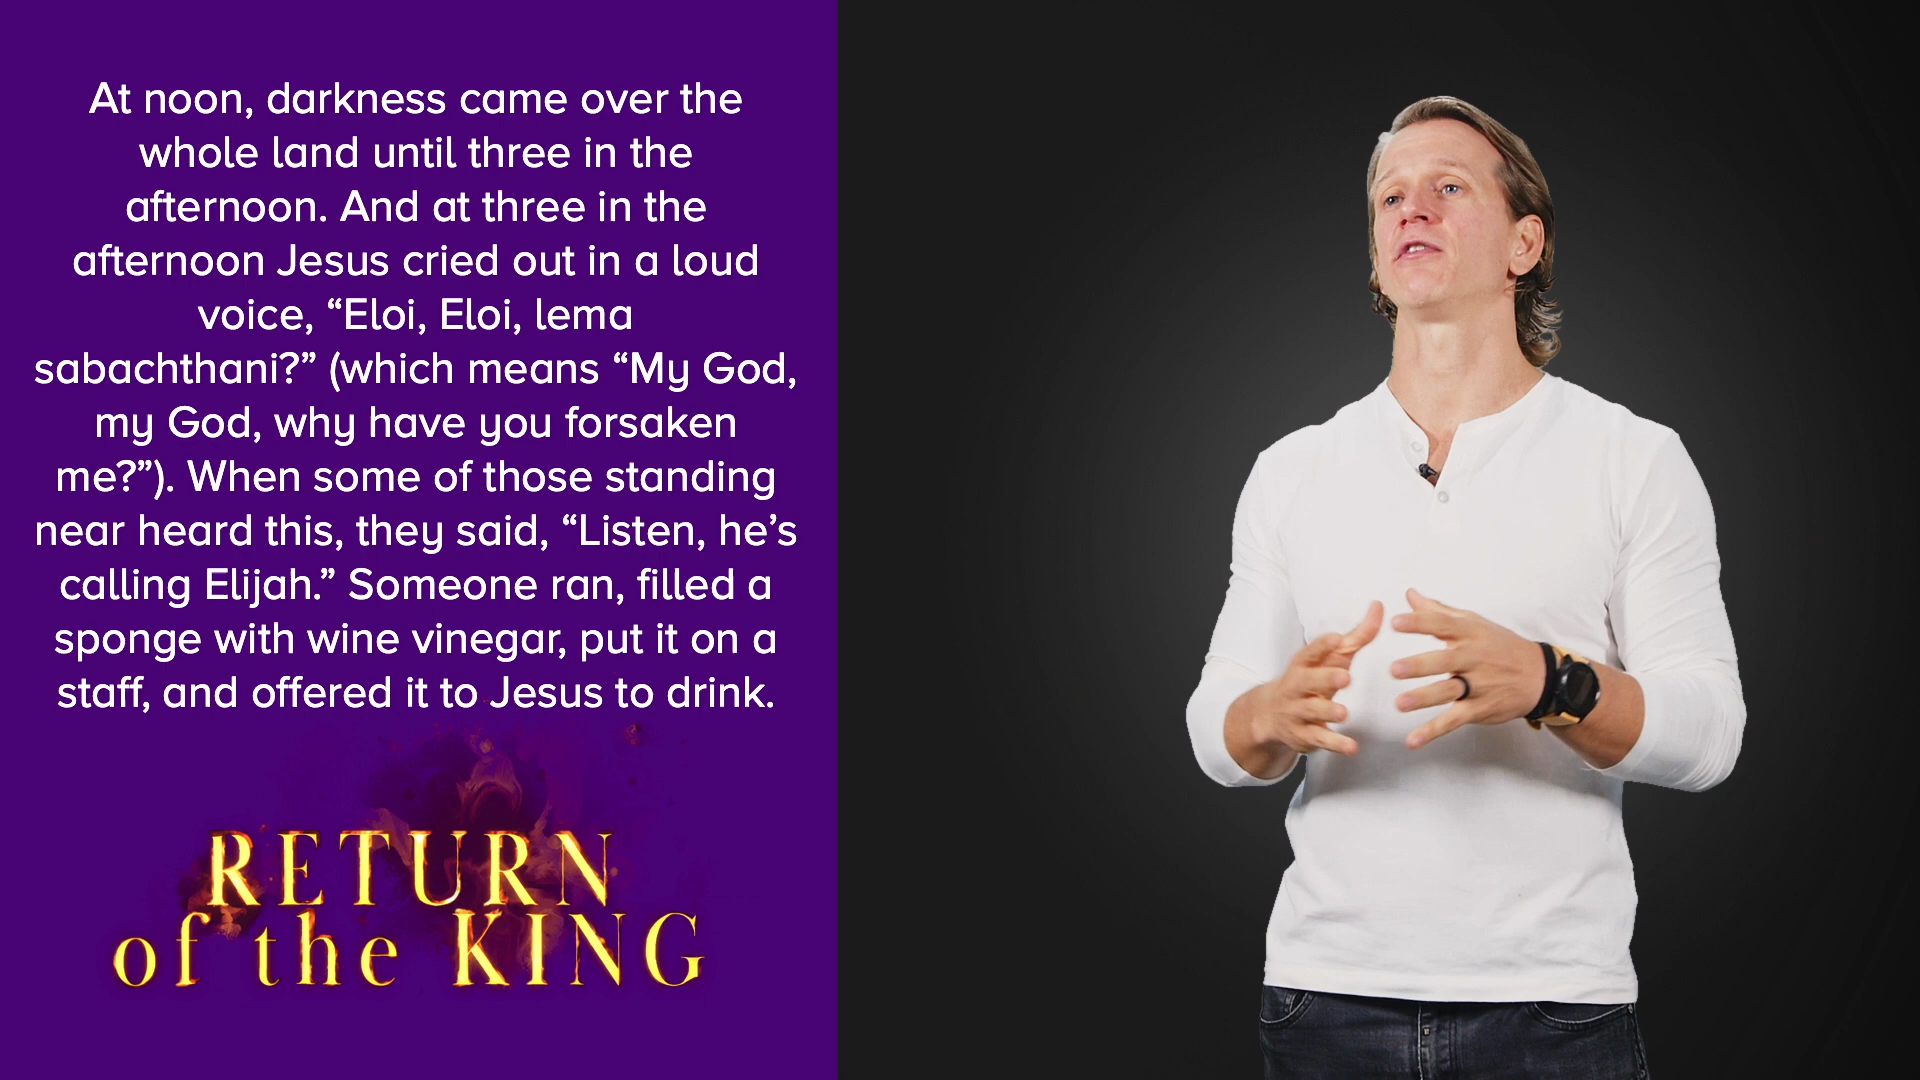 At noon, darkness came over the
whole land until three in the
afternoon. And at three in the
afternoon Jesus cried out in a loud
voice, “Eloi, Eloi, lema
sabachthani?” (which means “My God,
my God, why have you forsaken
me?”). When some of those standing
near heard this, they said, “Listen, he’s
calling Elijah.” Someone ran, filled a
sponge with wine vinegar, put it on a
staff, and offered it to Jesus to drink.
RETURN
of the KING